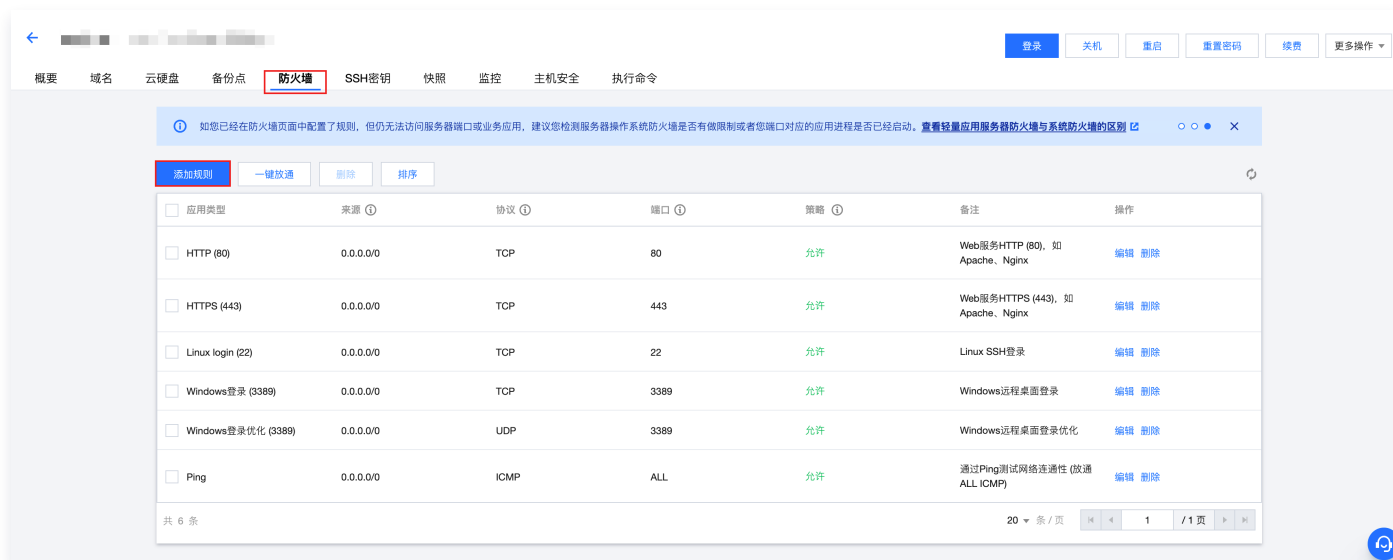 登录 关机 重启 重置密码 续费 更多操作
概要 域名 云硬盘 备份点 防火墙 SSH密钥 快照 监控 主机安全 执行命令
如您已经在防火墙页面中配置了规则，但仍无法访问服务器端口或业务应用，建议您检测服务器操作系统防火墙是否有做限制或者您端口对应的应用进程是否已经启动。查看轻量应用服务器防火墙与系统防火墙的区别
添加规则 一键放通 删除 排序
应用类型 来源 协议 端口 策略 备注 操作
HTTP (80) 0.0.0.0/0 TCP 80 允许 Web服务HTTP (80)，如
Apache、Nginx 编辑 删除
HTTPS (443) 0.0.0.0/0 TCP 443 允许 Web服务HTTPS (443)，如
Apache、Nginx 编辑 删除
Linux login (22) 0.0.0.0/0 TCP 22 允许 Linux SSH登录 编辑 删除
Windows登录 (3389) 0.0.0.0/0 TCP 3389 允许 Windows远程桌面登录 编辑 删除
Windows登录优化 (3389) 0.0.0.0/0 UDP 3389 允许 Windows远程桌面登录优化 编辑 删除
Ping 0.0.0.0/0 ICMP ALL 允许 通过Ping测试网络连通性 (放通
ALL ICMP) 编辑 删除
共 6 条 20 条 / 页 1 / 1 页